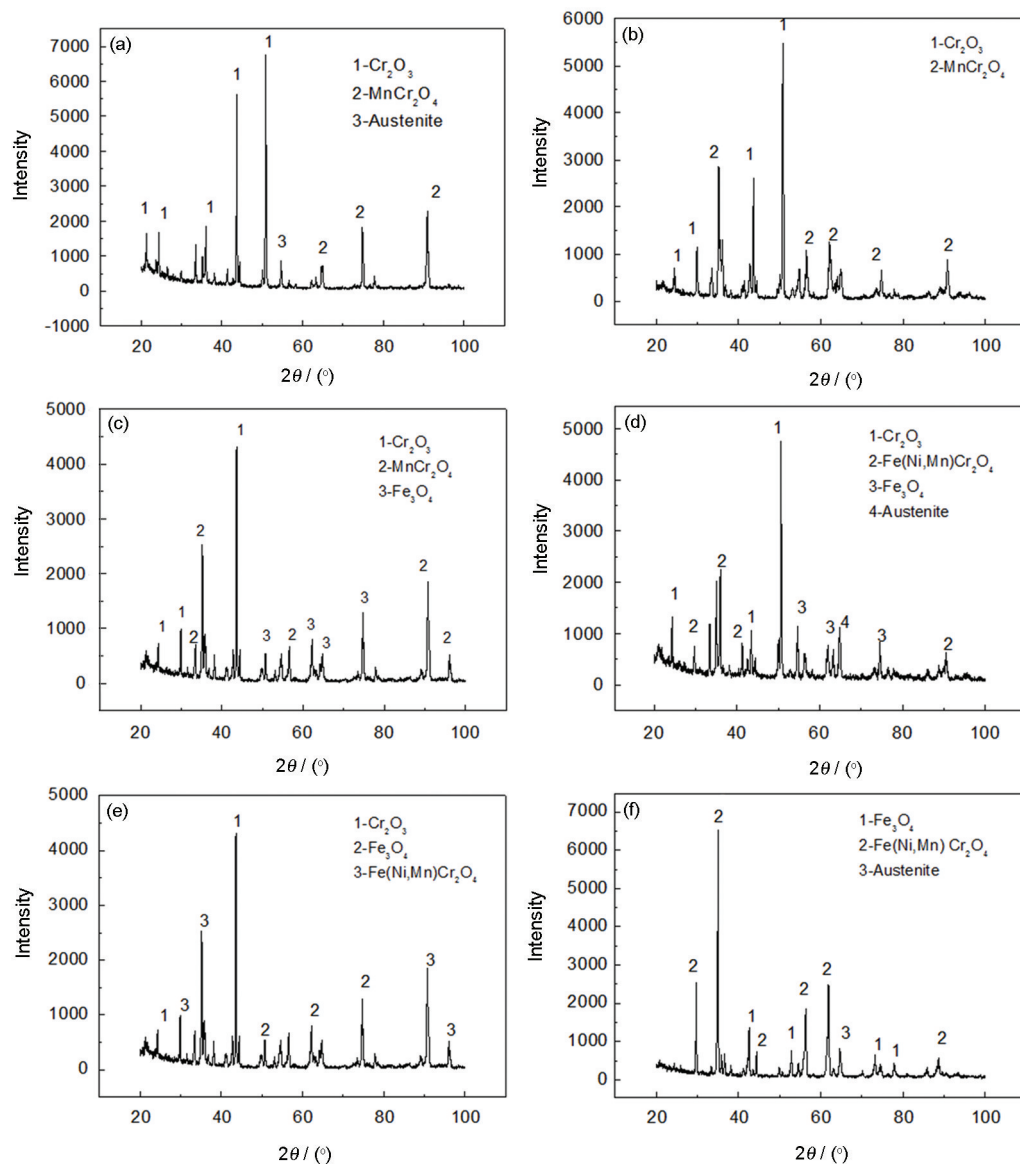 (a)
1-Cr₂O₃
2-MnCr₂O₄
3-Austenite
7000
6000
5000
4000
3000
2000
1000
0
-1000
1 1 1 1 1 3 2 2 2
20 40 60 80 100
Intensity
2θ / (°)
(b)
1-Cr₂O₃
2-MnCr₂O₄
6000
5000
4000
3000
2000
1000
0
1 1 2 1 1 2 2 2 2
20 40 60 80 100
Intensity
2θ / (°)
(c)
1-Cr₂O₃
2-MnCr₂O₄
3-Fe₃O₄
5000
4000
3000
2000
1000
0
1 1 2 2 1 3 2 3 3 3 2 2
20 40 60 80 100
Intensity
2θ / (°)
(d)
1-Cr₂O₃
2-Fe(Ni,Mn)Cr₂O₄
3-Fe₃O₄
4-Austenite
5000
4000
3000
2000
1000
0
1 2 2 2 1 1 3 3 4 3 2
20 40 60 80 100
Intensity
2θ / (°)
(e)
1-Cr₂O₃
2-Fe₃O₄
3-Fe(Ni,Mn)Cr₂O₄
5000
4000
3000
2000
1000
0
1 3 3 1 2 2 2 3 3
20 40 60 80 100
Intensity
2θ / (°)
(f)
1-Fe₃O₄
2-Fe(Ni,Mn) Cr₂O₄
3-Austenite
7000
6000
5000
4000
3000
2000
1000
0
2 2 1 2 1 2 2 3 1 1 2
20 40 60 80 100
Intensity
2θ / (°)